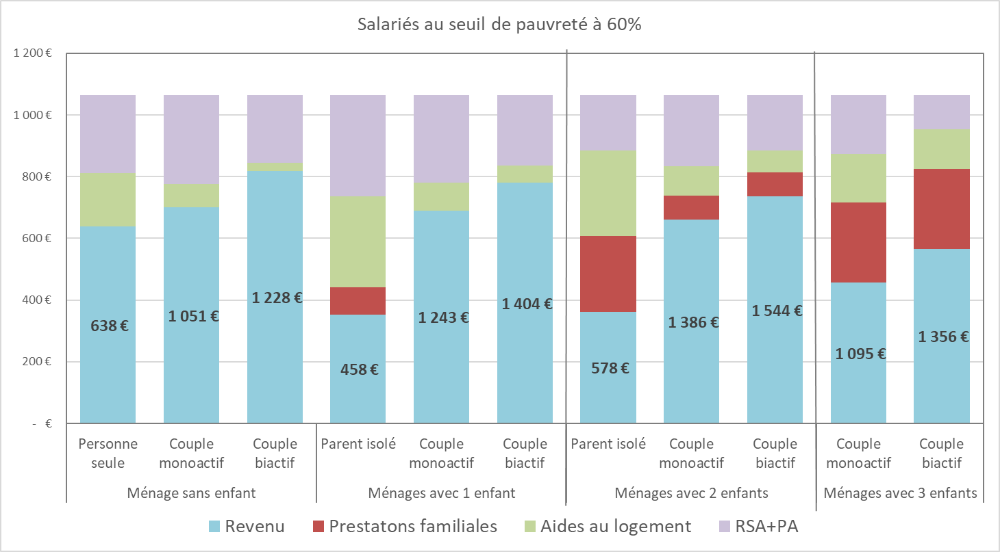 Salariés au seuil de pauvreté à 60%
1 200 €
1 000 €
800 €
600 €
400 €
200 €
- €
638 €
1 051 €
1 228 €
458 €
1 243 €
1 404 €
578 €
1 386 €
1 544 €
1 095 €
1 356 €
Personne
seule
Couple
monoactif
Couple
biactif
Parent isolé
Couple
monoactif
Couple
biactif
Parent isolé
Couple
monoactif
Couple
biactif
Couple
monoactif
Couple
biactif
Ménage sans enfant
Ménages avec 1 enfant
Ménages avec 2 enfants
Ménages avec 3 enfants
Revenu
Prestatons familiales
Aides au logement
RSA+PA